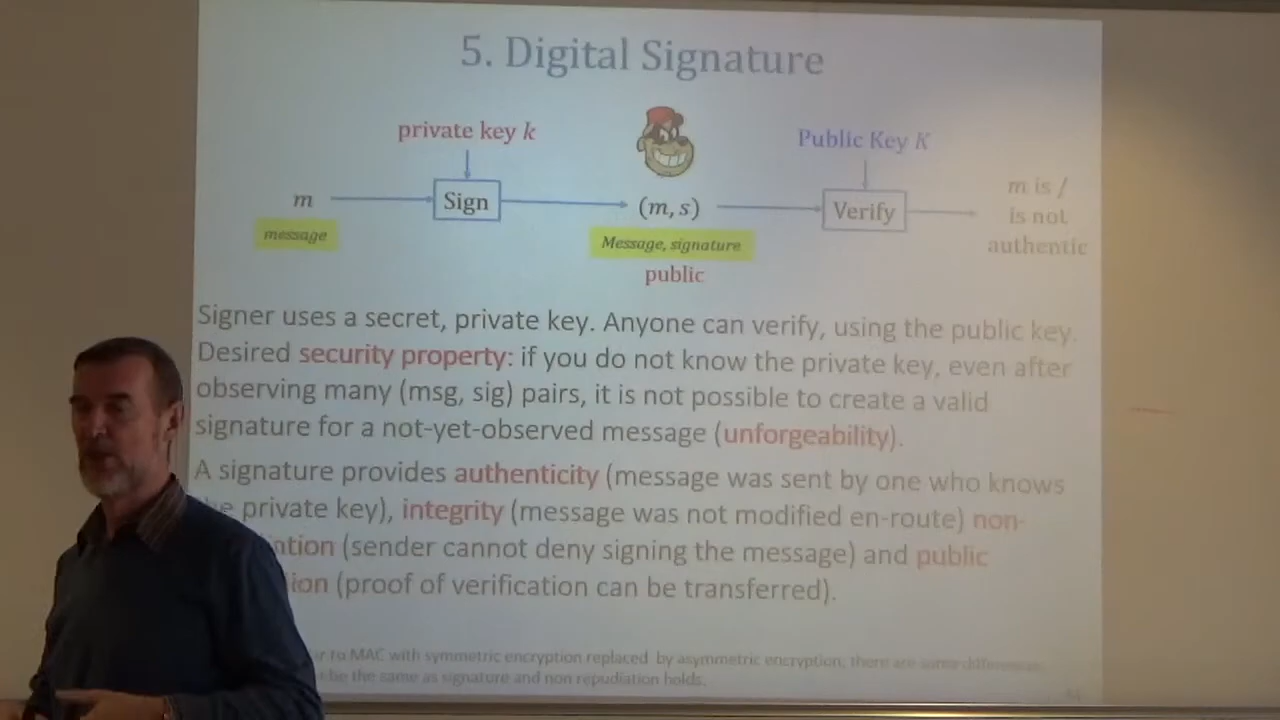 5. Digital Signature
private key k
Public Key K
m
Sign
(m, s)
Verify
m is /
is not
authentic
message
Message, signature
public
Signer uses a secret, private key. Anyone can verify, using the public key.
Desired security property: if you do not know the private key, even after
observing many (msg, sig) pairs, it is not possible to create a valid
signature for a not-yet-observed message (unforgeability).
A signature provides authenticity (message was sent by one who knows
private key), integrity (message was not modified en-route) non-
(sender cannot deny signing the message) and public
(proof of verification can be transferred).
to MAC with symmetric encryption replaced by asymmetric encryption, there are some
be the same as signature and non repudiation holds.